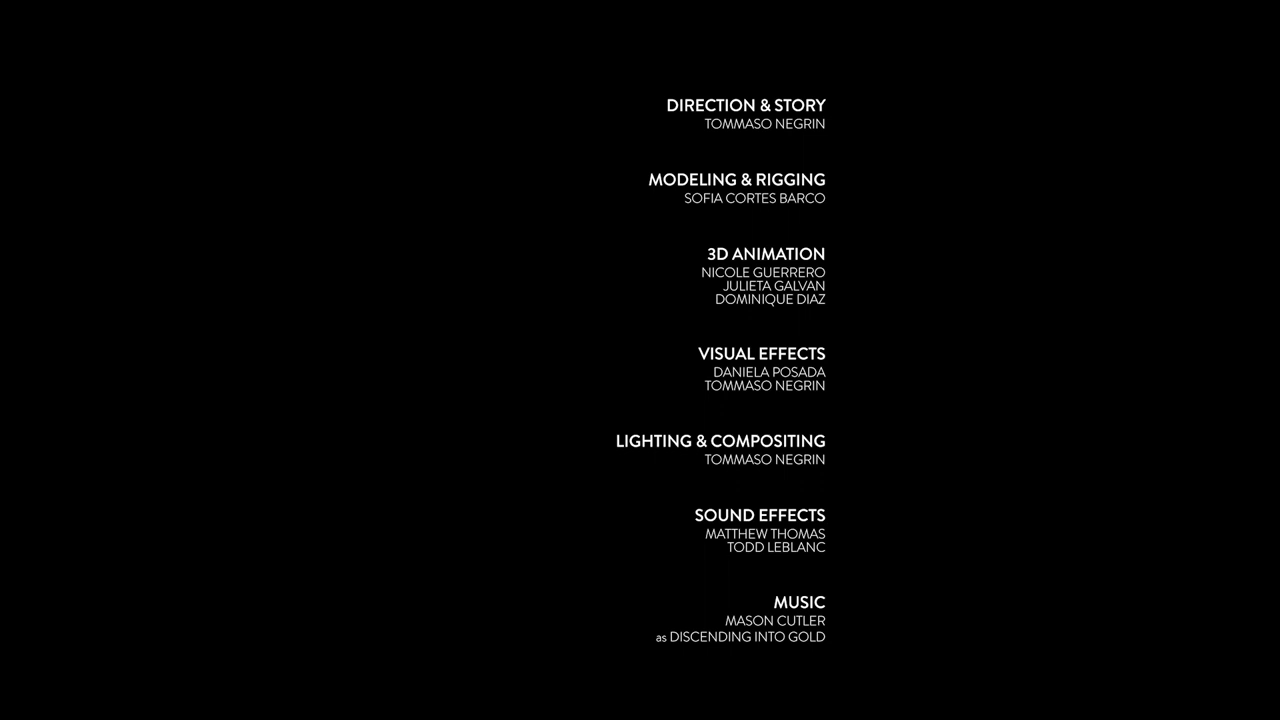 DIRECTION & STORY
TOMMASO NEGRIN
MODELING & RIGGING
SOFIA CORTES BARCO
3D ANIMATION
NICOLE GUERRERO
JULIETA GALVAN
DOMINIQUE DIAZ
VISUAL EFFECTS
DANIELA POSADA
TOMMASO NEGRIN
LIGHTING & COMPOSITING
TOMMASO NEGRIN
SOUND EFFECTS
MATTHEW THOMAS
TODD LEBLANC
MUSIC
MASON CUTLER
as DISCENDING INTO GOLD